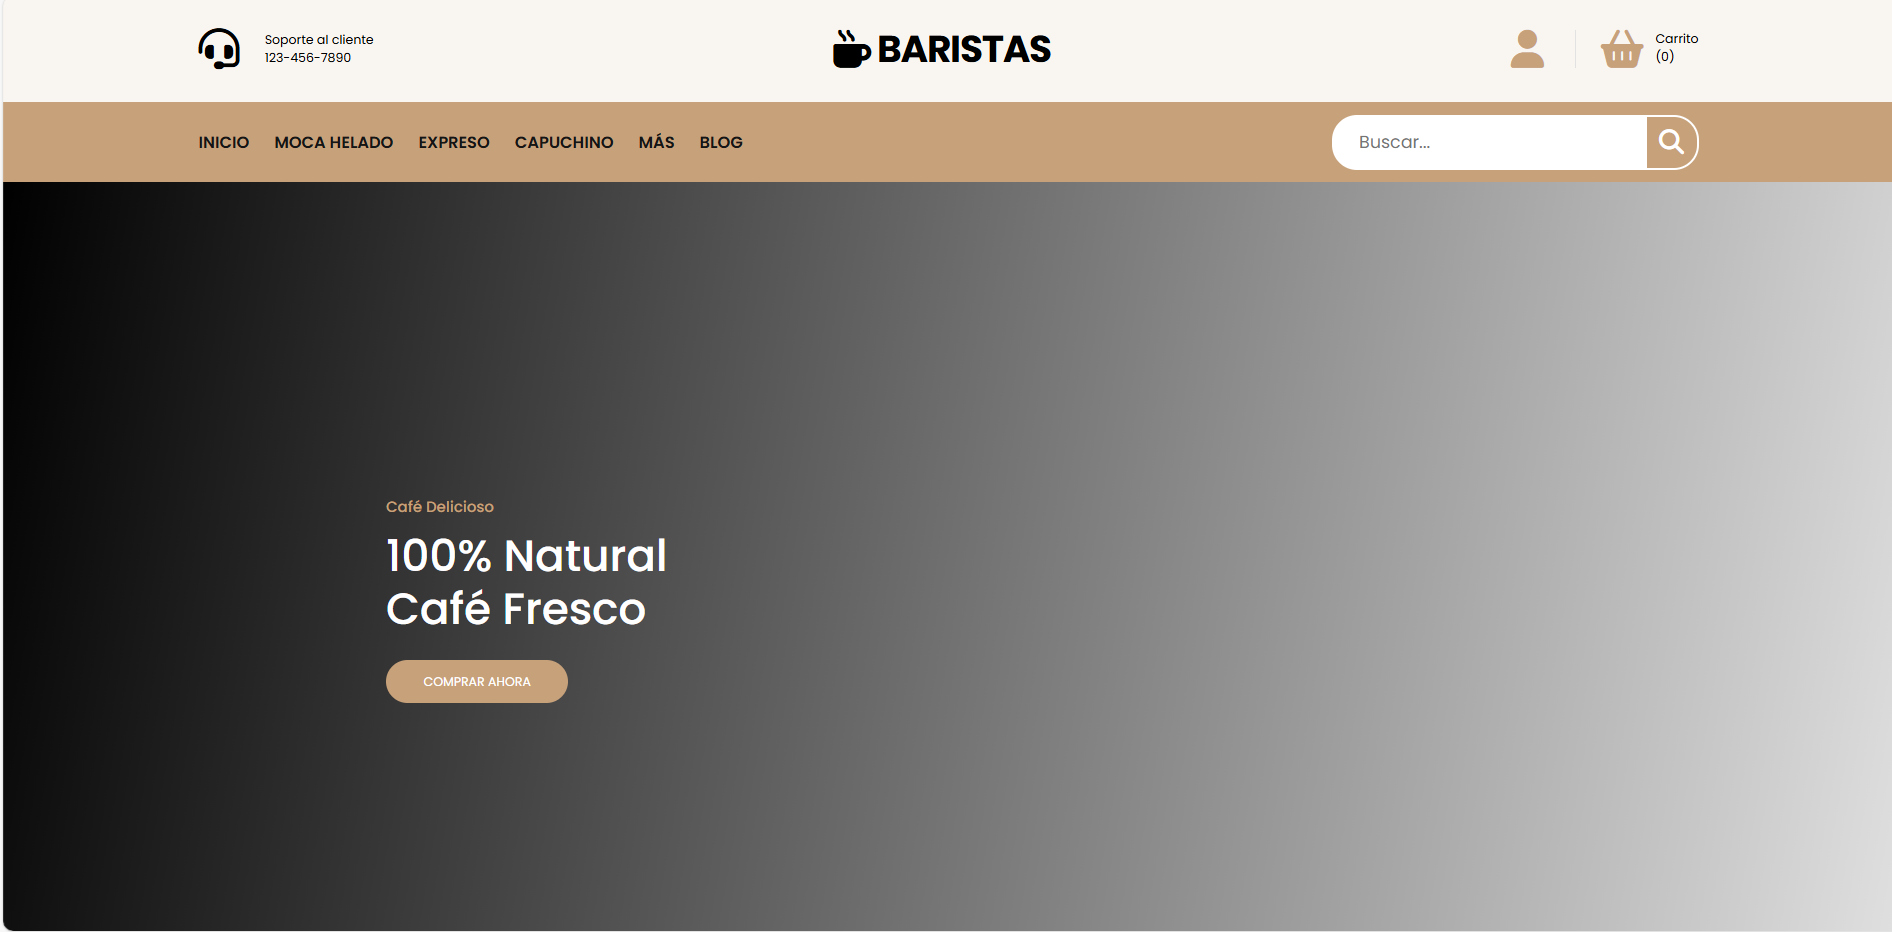 Soporte al cliente
123-456-7890
BARISTAS
Carrito
(0)
INICIO MOCA HELADO EXPRESO CAPUCHINO MÁS BLOG
Buscar...
Café Delicioso
100% Natural
Café Fresco
COMPRAR AHORA